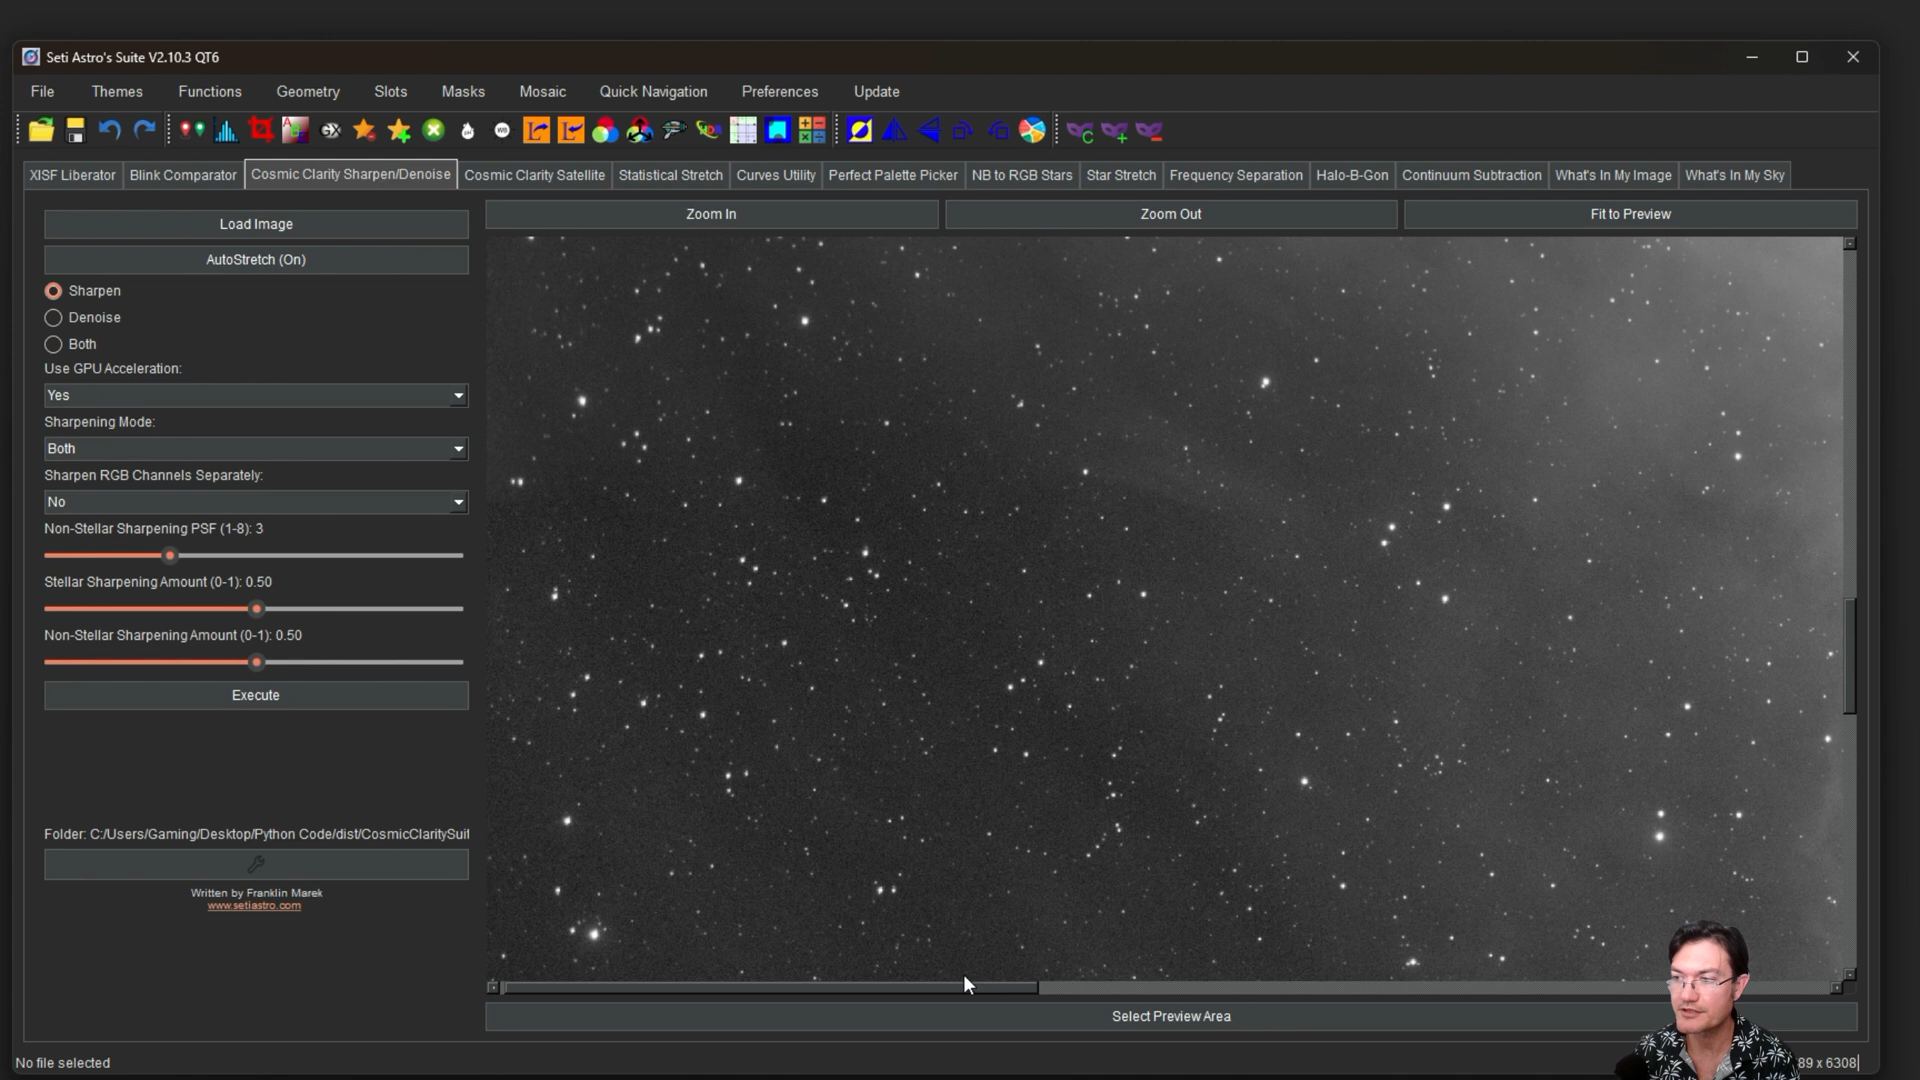 Seti Astro's Suite V2.10.3 QT6
File Themes Functions Geometry Slots Masks Mosaic Quick Navigation Preferences Update
XISF Liberator Blink Comparator Cosmic Clarity Sharpen/Denoise Cosmic Clarity Satellite Statistical Stretch Curves Utility Perfect Palette Picker NB to RGB Stars Star Stretch Frequency Separation Halo-B-Gon Continuum Subtraction What's In My Image What's In My Sky
Load Image
Zoom In Zoom Out Fit to Preview
AutoStretch (On)
Sharpen
Denoise
Both
Use GPU Acceleration:
Yes
Sharpening Mode:
Both
Sharpen RGB Channels Separately:
No
Non-Stellar Sharpening PSF (1-8): 3
Stellar Sharpening Amount (0-1): 0.50
Non-Stellar Sharpening Amount (0-1): 0.50
Execute
Folder: C:/Users/Gaming/Desktop/Python Code/dist/CosmicClaritySuit
Written by Franklin Marek
www.setiastro.com
Select Preview Area
No file selected
89 x 6308